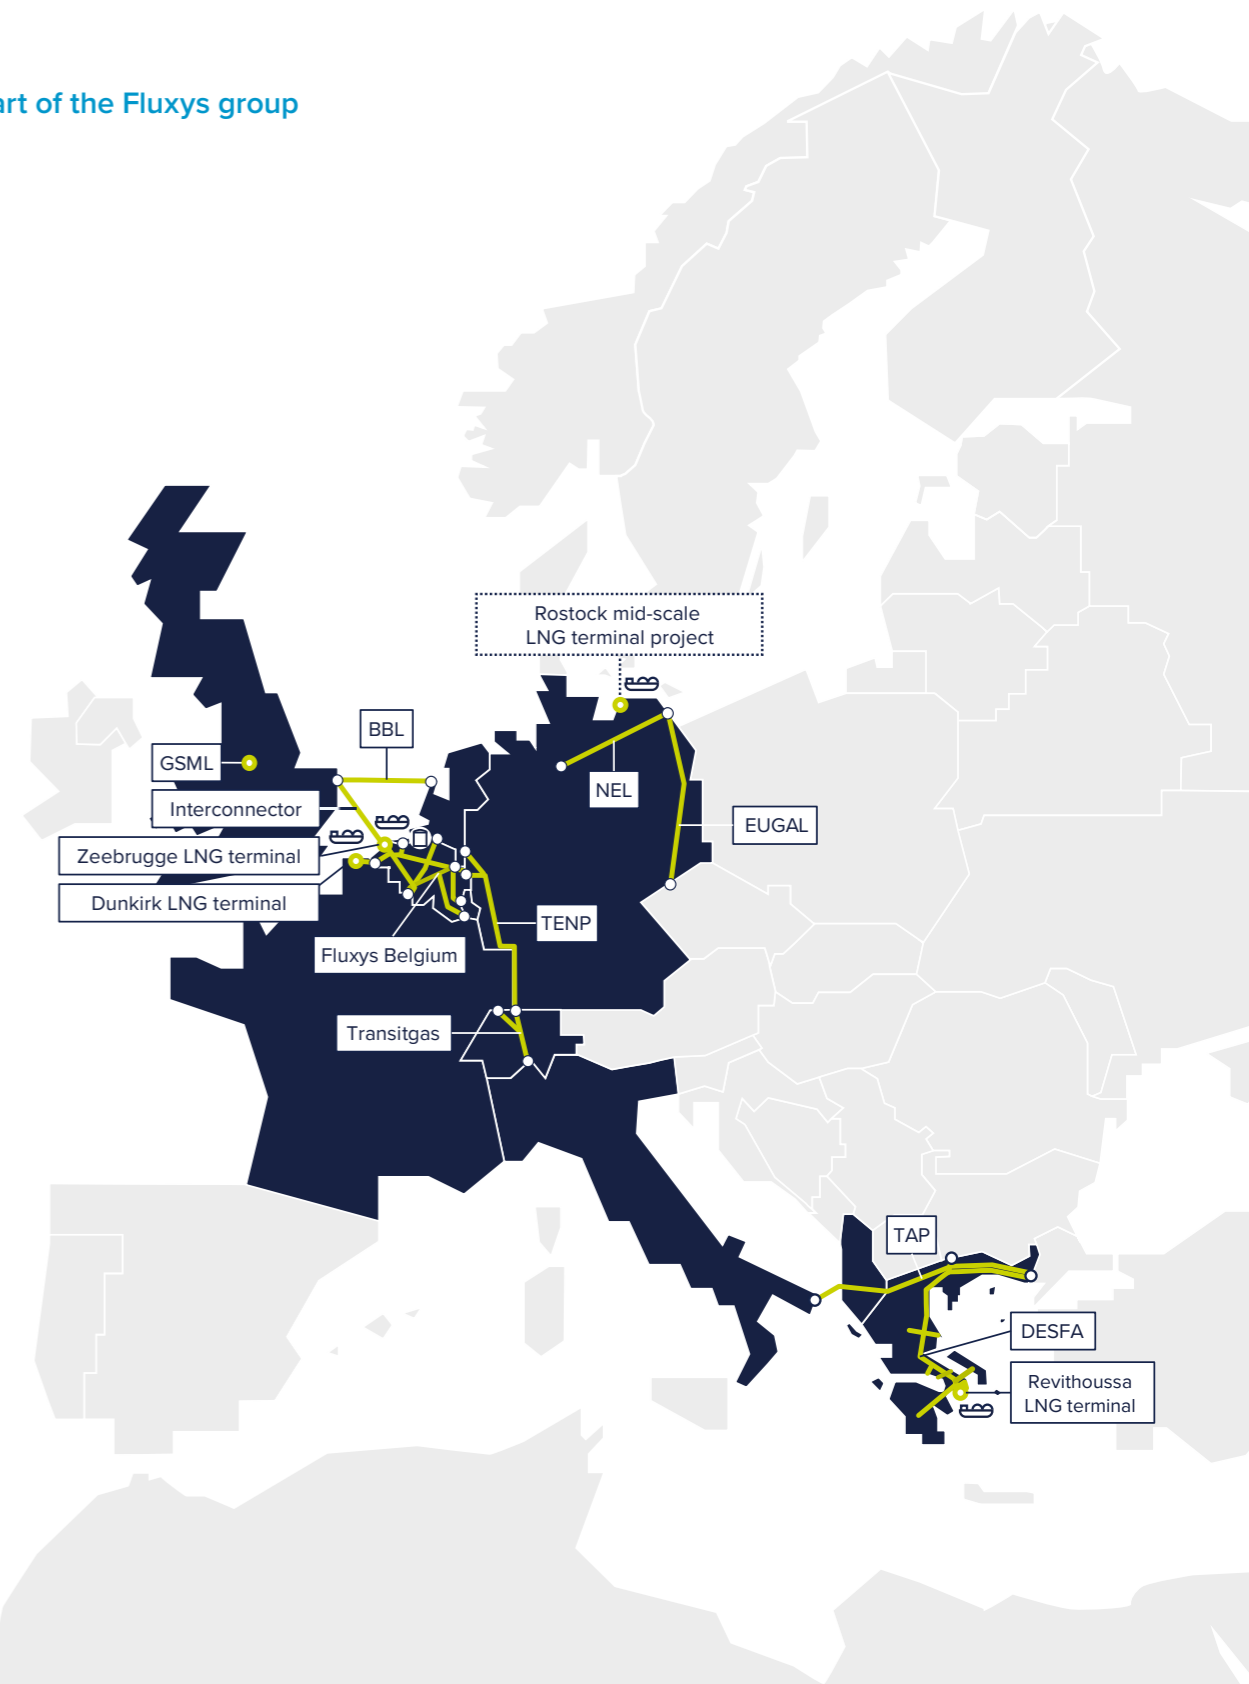 art of the Fluxys group
Rostock mid-scale
LNG terminal project
BBL
GSML
NEL
Interconnector
EUGAL
Zeebrugge LNG terminal
Dunkirk LNG terminal
TENP
Fluxys Belgium
Transitgas
TAP
DESFA
Revithoussa
LNG terminal